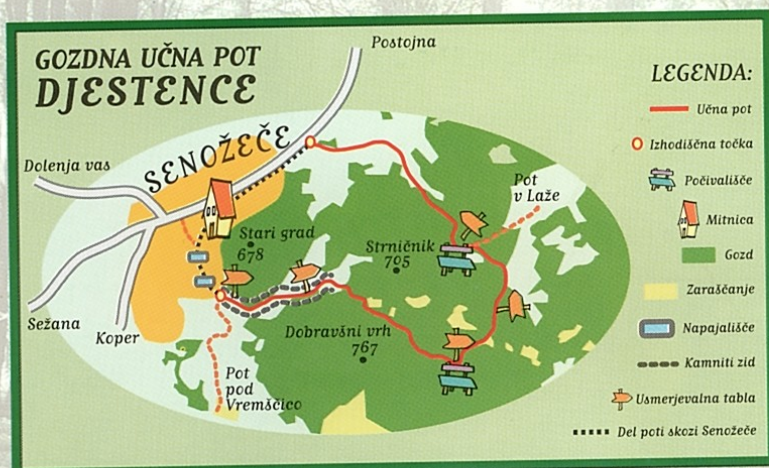 GOZDNA UČNA POT
DJESTENCE
Postojna
Dolenja vas
SENOŽEČE
Stari grad
678
Strničnik
705
Pot
v Laže
Sežana
Koper
Dobravšni vrh
767
Pot
pod
Vremščico
LEGENDA:
Učna pot
Izhodiščna točka
Počivališče
Mitnica
Gozd
Zaraščanje
Napajališče
Kamniti zid
Usmerjevalna tabla
Del poti skozi Senožeče